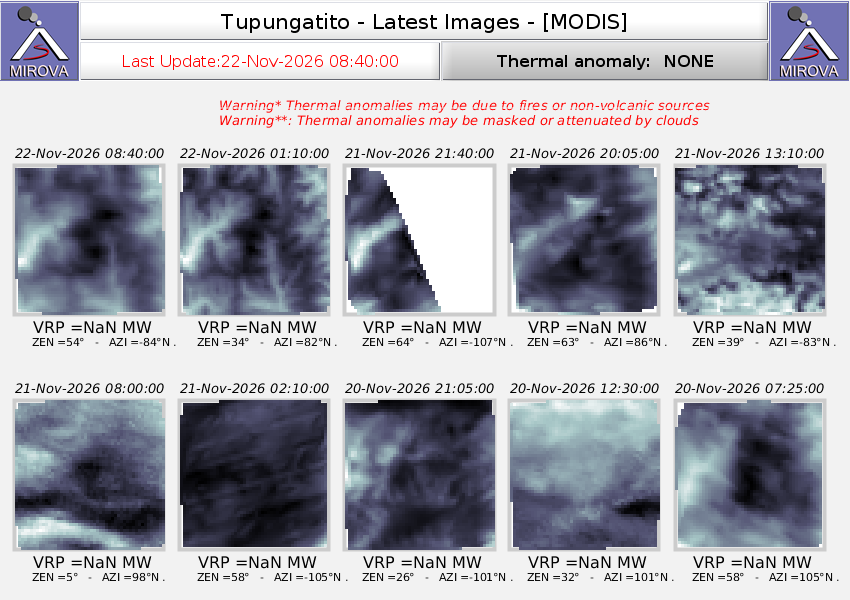 Tupungatito - Latest Images - [MODIS]
MIROVA
Last Update:22-Nov-2026 08:40:00
Thermal anomaly: NONE
MIROVA
Warning* Thermal anomalies may be due to fires or non-volcanic sources
Warning**: Thermal anomalies may be masked or attenuated by clouds
22-Nov-2026 08:40:00
22-Nov-2026 01:10:00
21-Nov-2026 21:40:00
21-Nov-2026 20:05:00
21-Nov-2026 13:10:00
VRP =NaN MW
VRP =NaN MW
VRP =NaN MW
VRP =NaN MW
VRP =NaN MW
ZEN =54° - AZI =-84°N .
ZEN =34° - AZI =82°N .
ZEN =64° - AZI =-107°N .
ZEN =63° - AZI =86°N .
ZEN =39° - AZI =-83°N .
21-Nov-2026 08:00:00
21-Nov-2026 02:10:00
20-Nov-2026 21:05:00
20-Nov-2026 12:30:00
20-Nov-2026 07:25:00
VRP =NaN MW
VRP =NaN MW
VRP =NaN MW
VRP =NaN MW
VRP =NaN MW
ZEN =5° - AZI =98°N .
ZEN =58° - AZI =-105°N .
ZEN =26° - AZI =-101°N .
ZEN =32° - AZI =101°N .
ZEN =58° - AZI =105°N .